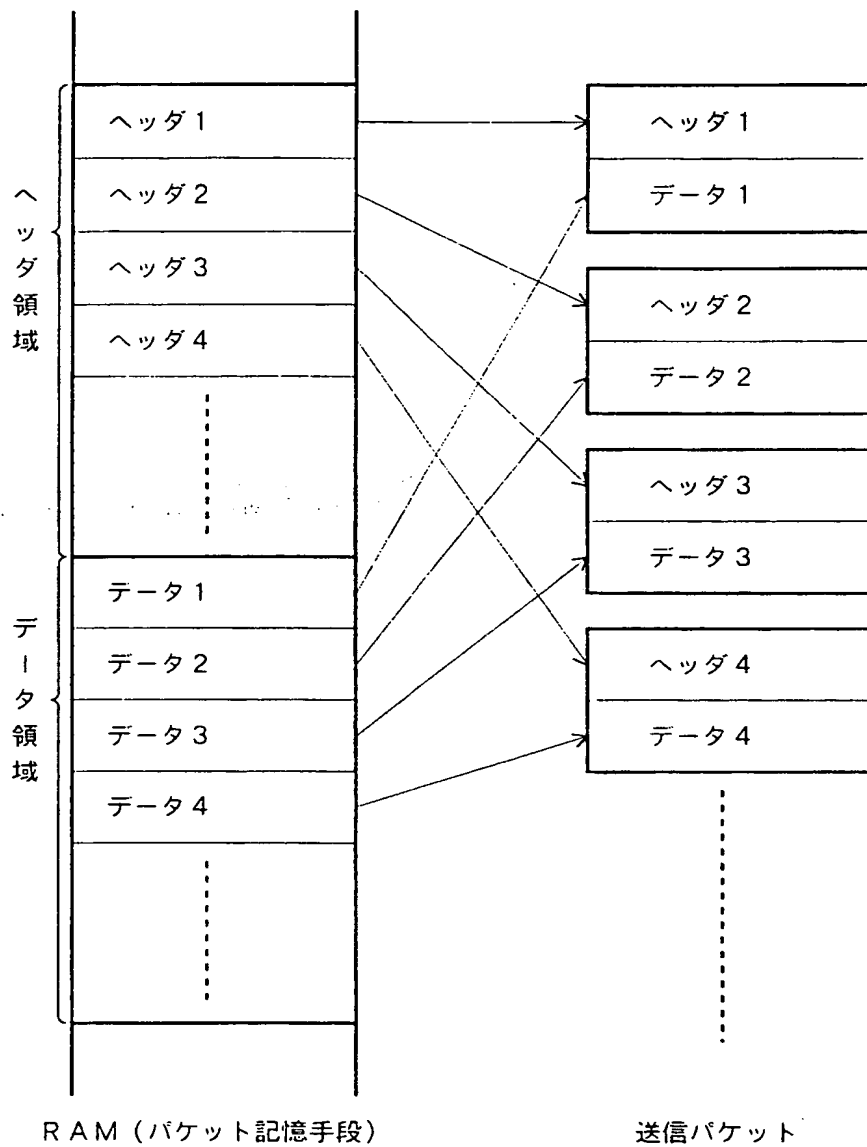 ヘッダ領域
ヘッダ1
ヘッダ2
ヘッダ3
ヘッダ4
データ領域
データ1
データ2
データ3
データ4
ヘッダ1
データ1
ヘッダ2
データ2
ヘッダ3
データ3
ヘッダ4
データ4
RAM(パケット記憶手段)
送信パケット